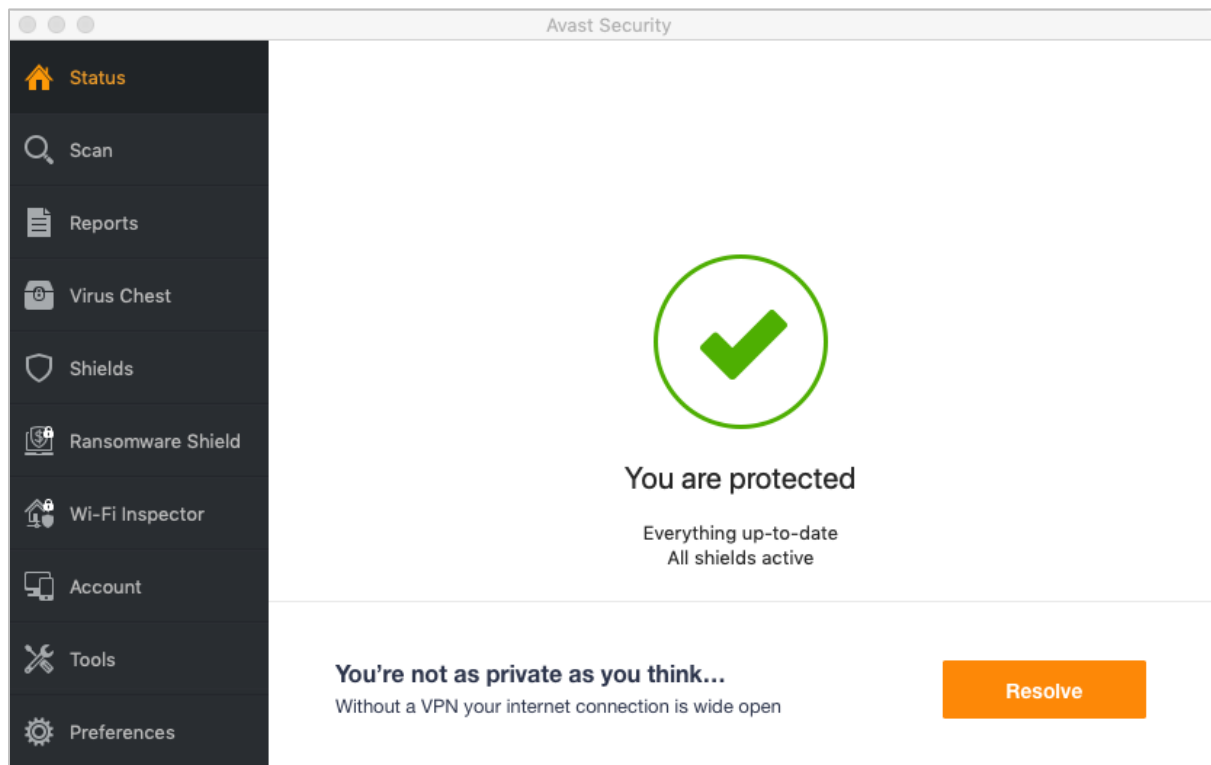 Avast Security
Status
Scan
Reports
Virus Chest
Shields
Ransomware Shield
Wi-Fi Inspector
Account
Tools
Preferences
You are protected
Everything up-to-date
All shields active
You're not as private as you think...
Without a VPN your internet connection is wide open
Resolve